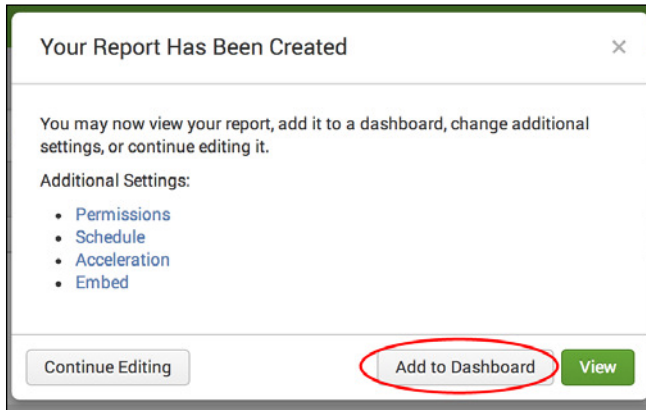 Your Report Has Been Created
×
You may now view your report, add it to a dashboard, change additional
settings, or continue editing it.
Additional Settings:
• Permissions
• Schedule
• Acceleration
• Embed
Continue Editing
Add to Dashboard
View